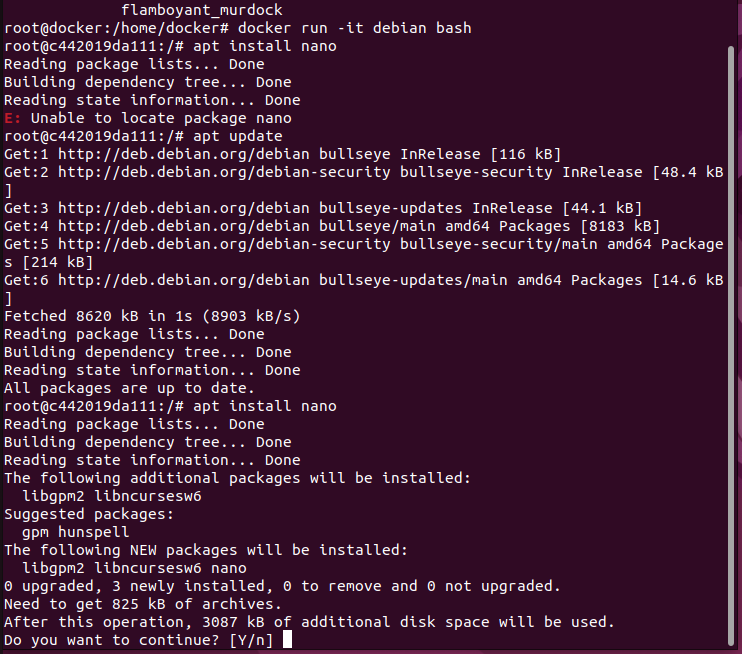 flamboyant_murdock
root@docker:/home/docker# docker run -it debian bash
root@c442019da111:/# apt install nano
Reading package lists... Done
Building dependency tree... Done
Reading state information... Done
E: Unable to locate package nano
root@c442019da111:/# apt update
Get:1 http://deb.debian.org/debian bullseye InRelease [116 kB]
Get:2 http://deb.debian.org/debian-security bullseye-security InRelease [48.4 kB
]
Get:3 http://deb.debian.org/debian bullseye-updates InRelease [44.1 kB]
Get:4 http://deb.debian.org/debian bullseye/main amd64 Packages [8183 kB]
Get:5 http://deb.debian.org/debian-security bullseye-security/main amd64 Package
s [214 kB]
Get:6 http://deb.debian.org/debian bullseye-updates/main amd64 Packages [14.6 kB
]
Fetched 8620 kB in 1s (8903 kB/s)
Reading package lists... Done
Building dependency tree... Done
Reading state information... Done
All packages are up to date.
root@c442019da111:/# apt install nano
Reading package lists... Done
Building dependency tree... Done
Reading state information... Done
The following additional packages will be installed:
  libgpm2 libncursesw6
Suggested packages:
  gpm hunspell
The following NEW packages will be installed:
  libgpm2 libncursesw6 nano
0 upgraded, 3 newly installed, 0 to remove and 0 not upgraded.
Need to get 825 kB of archives.
After this operation, 3087 kB of additional disk space will be used.
Do you want to continue? [Y/n]